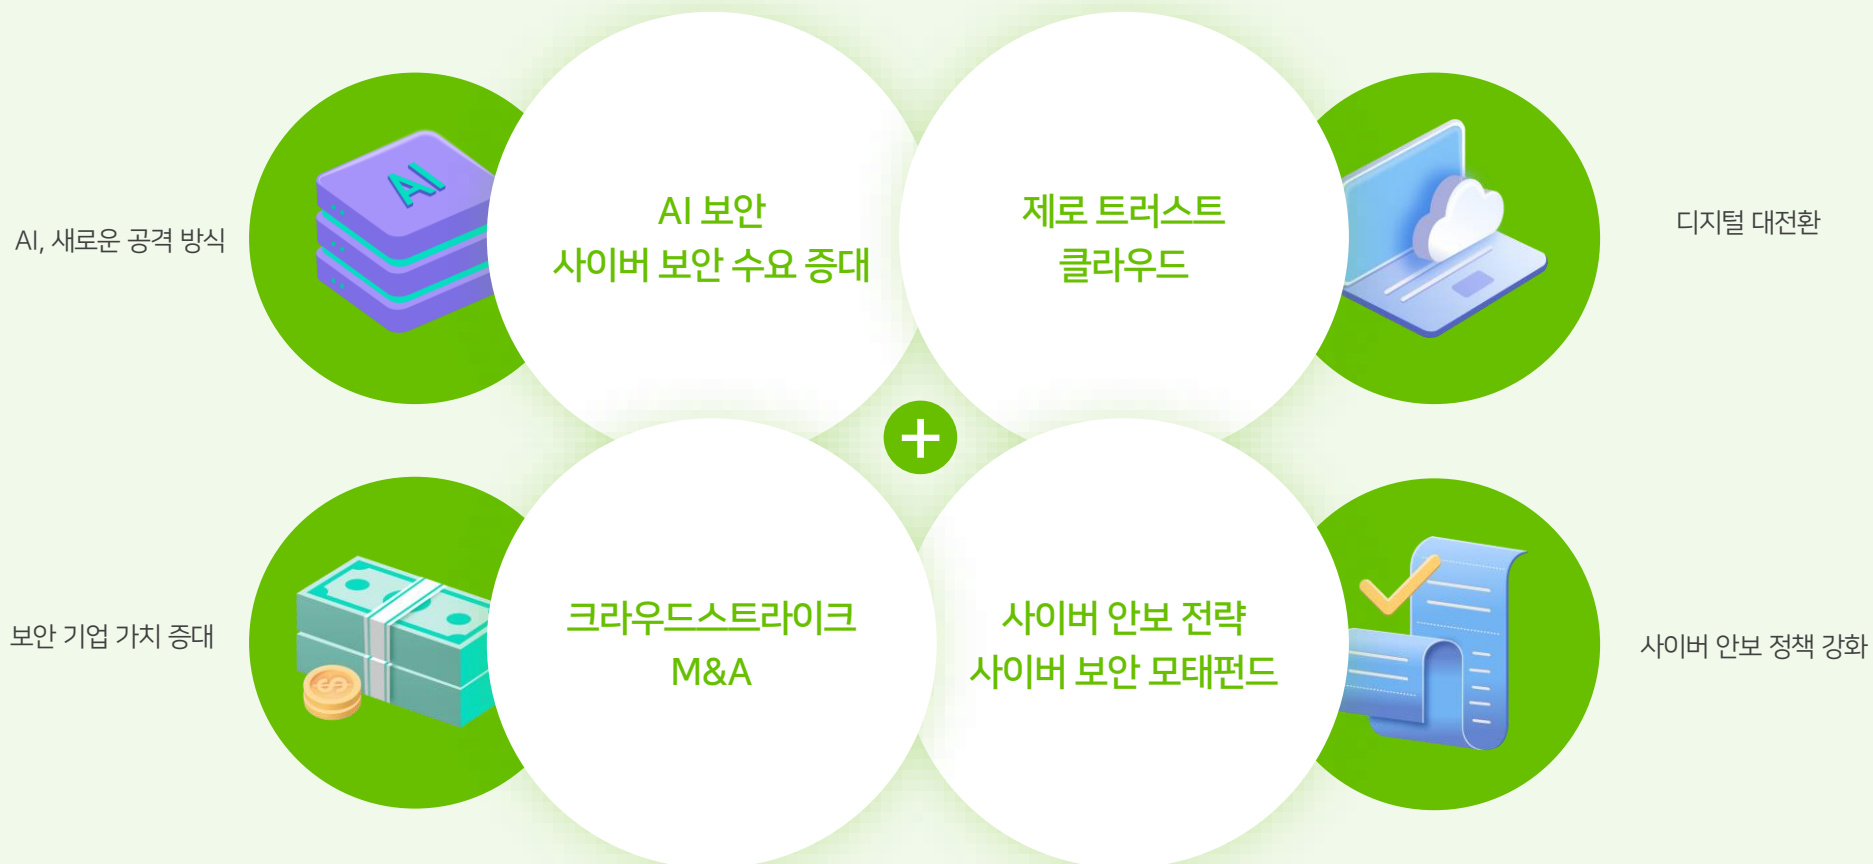 AI, 새로운 공격 방식
AI
AI 보안
사이버 보안 수요 증대
제로 트러스트
클라우드
디지털 대전환
보안 기업 가치 증대
크라우드스트라이크
M&A
사이버 안보 전략
사이버 보안 모태펀드
사이버 안보 정책 강화